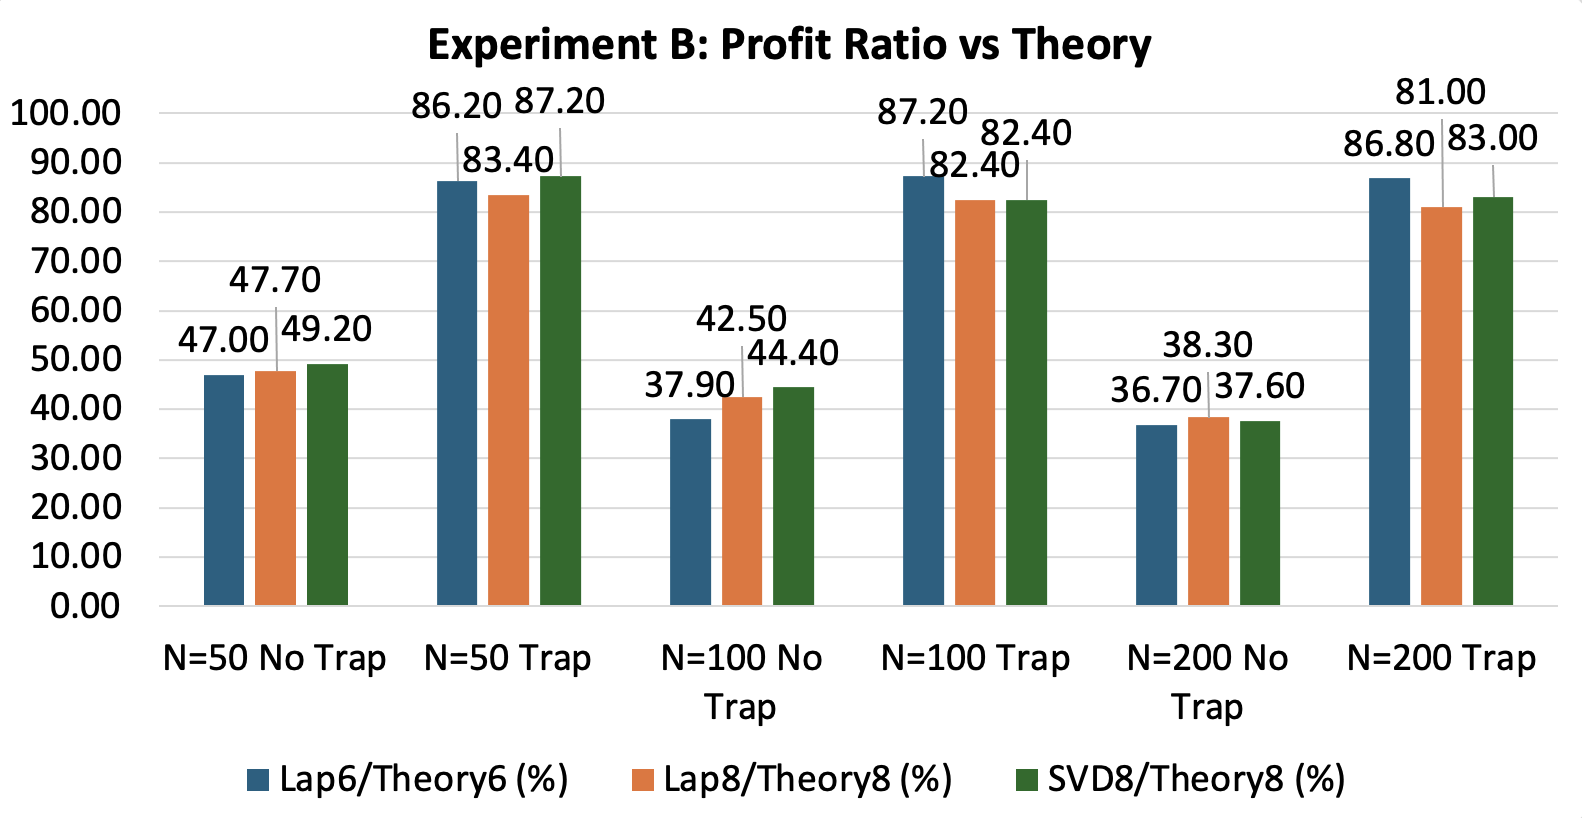 Experiment B: Profit Ratio vs Theory
100.00
90.00
80.00
70.00
60.00
50.00
40.00
30.00
20.00
10.00
0.00
47.00
47.70
49.20
86.20
83.40
87.20
37.90
42.50
44.40
87.20
82.40
82.40
36.70
38.30
37.60
86.80
81.00
83.00
N=50 No Trap
N=50 Trap
N=100 No
Trap
N=100 Trap
N=200 No
Trap
N=200 Trap
Lap6/Theory6 (%)
Lap8/Theory8 (%)
SVD8/Theory8 (%)